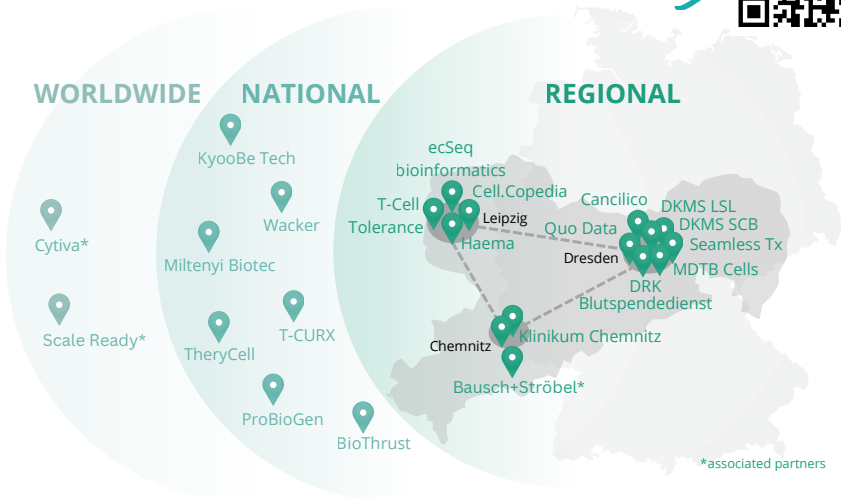 WORLDWIDE
NATIONAL
REGIONAL
KyooBe Tech
Wacker
Cytiva*
Miltenyi Biotec
Scale Ready*
T-CURX
TheryCell
ProBioGen
BioThrust
ecSeq
bioinformatics
T-Cell
Tolerance
Cell.Copedia
Leipzig
Haema
Cancilico
DKMS LSL
DKMS SCB
Quo Data
Seamless Tx
Dresden
MDTB Cells
DRK
Blutspendedienst
Klinikum Chemnitz
Chemnitz
Bausch+Ströbel*
*associated partners